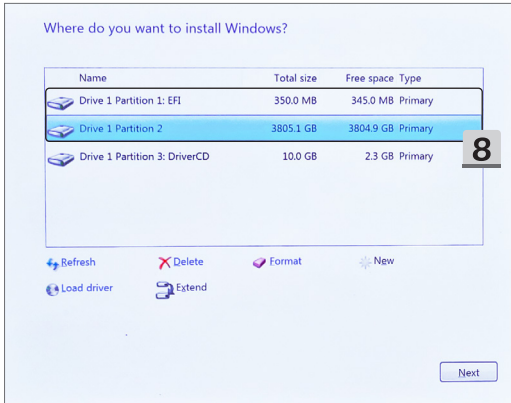 Where do you want to install Windows?
Name Total size Free space Type
Drive 1 Partition 1: EFI 350.0 MB 345.0 MB Primary
Drive 1 Partition 2 3805.1 GB 3804.9 GB Primary
Drive 1 Partition 3: DriverCD 10.0 GB 2.3 GB Primary
8
Refresh Delete Format New
Load driver Extend
Next